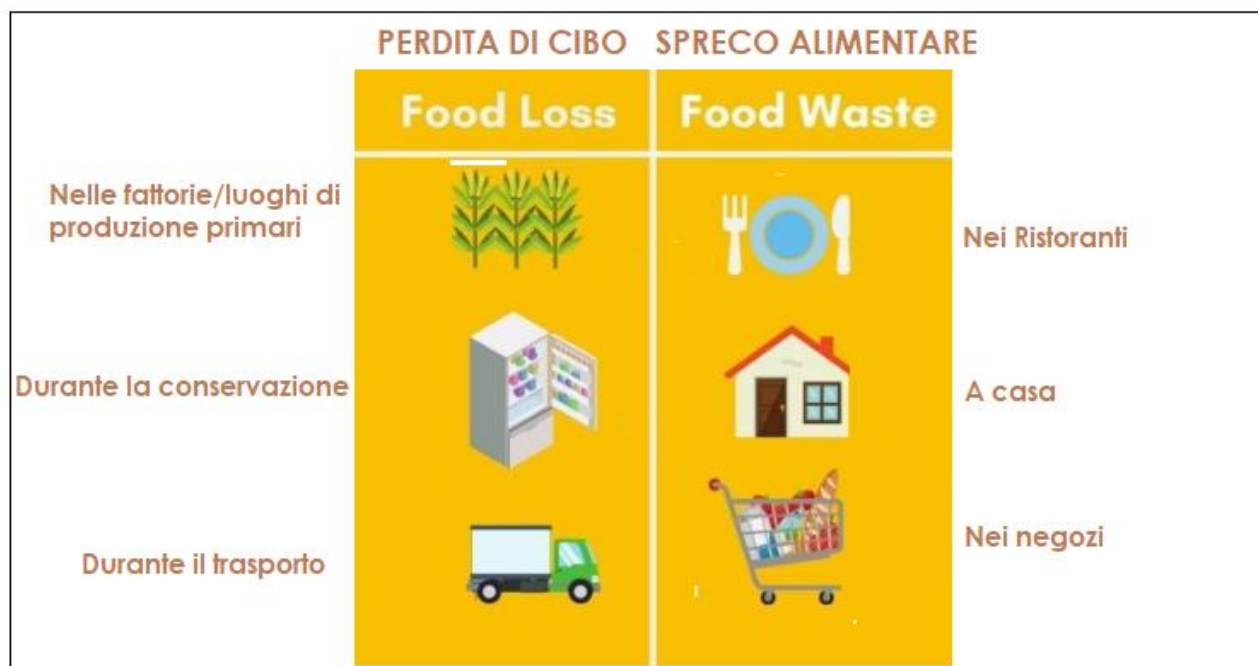 PERDITA DI CIBO SPRECO ALIMENTARE
Food Loss Food Waste
Nelle fattorie/luoghi di
produzione primari
Nei Ristoranti
Durante la conservazione
A casa
Durante il trasporto
Nei negozi